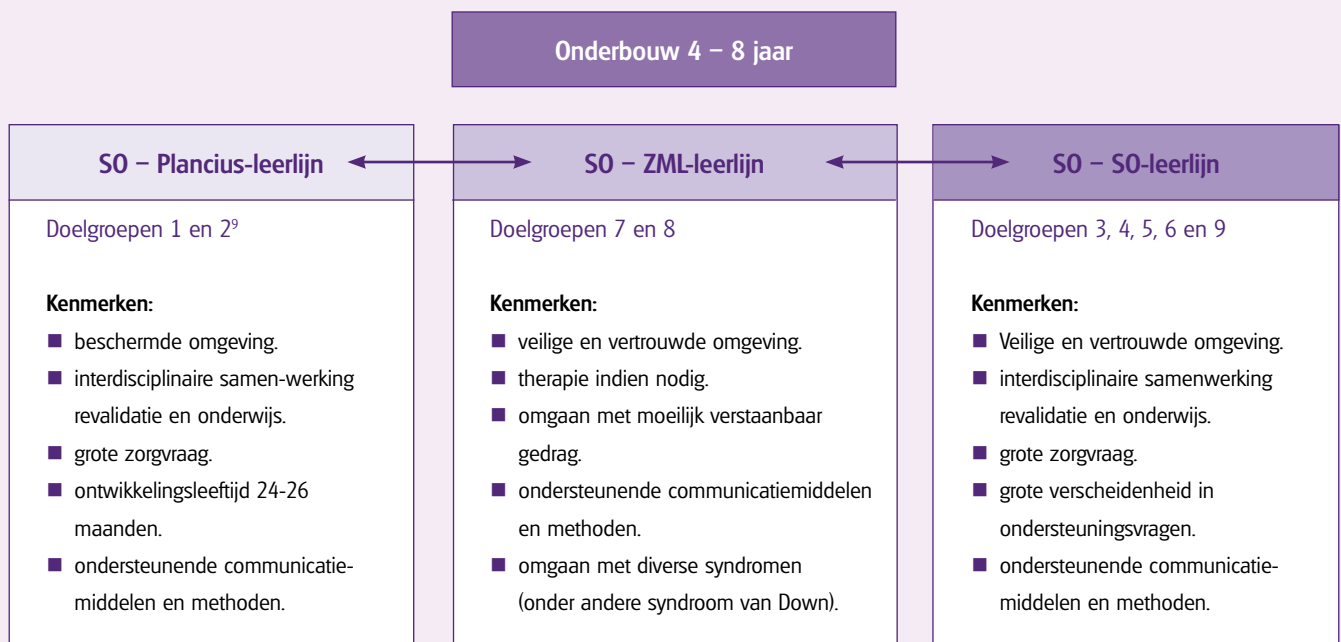 Onderbouw 4 – 8 jaar
SO – Plancius-leerlijn
Doelgroepen 1 en 2⁹
Kenmerken:
■ beschermde omgeving.
■ interdisciplinaire samen-werking
revalidatie en onderwijs.
■ grote zorgvraag.
■ ontwikkelingsleeftijd 24-26
maanden.
■ ondersteunende communicatie-
middelen en methoden.
SO – ZML-leerlijn
Doelgroepen 7 en 8
Kenmerken:
■ veilige en vertrouwde omgeving.
■ therapie indien nodig.
■ omgaan met moeilijk verstaanbaar
gedrag.
■ ondersteunende communicatiemiddelen
en methoden.
■ omgaan met diverse syndromen
(onder andere syndroom van Down).
SO – SO-leerlijn
Doelgroepen 3, 4, 5, 6 en 9
Kenmerken:
■ Veilige en vertrouwde omgeving.
■ interdisciplinaire samenwerking
revalidatie en onderwijs.
■ grote zorgvraag.
■ grote verscheidenheid in
ondersteuningsvragen.
■ ondersteunende communicatie-
middelen en methoden.